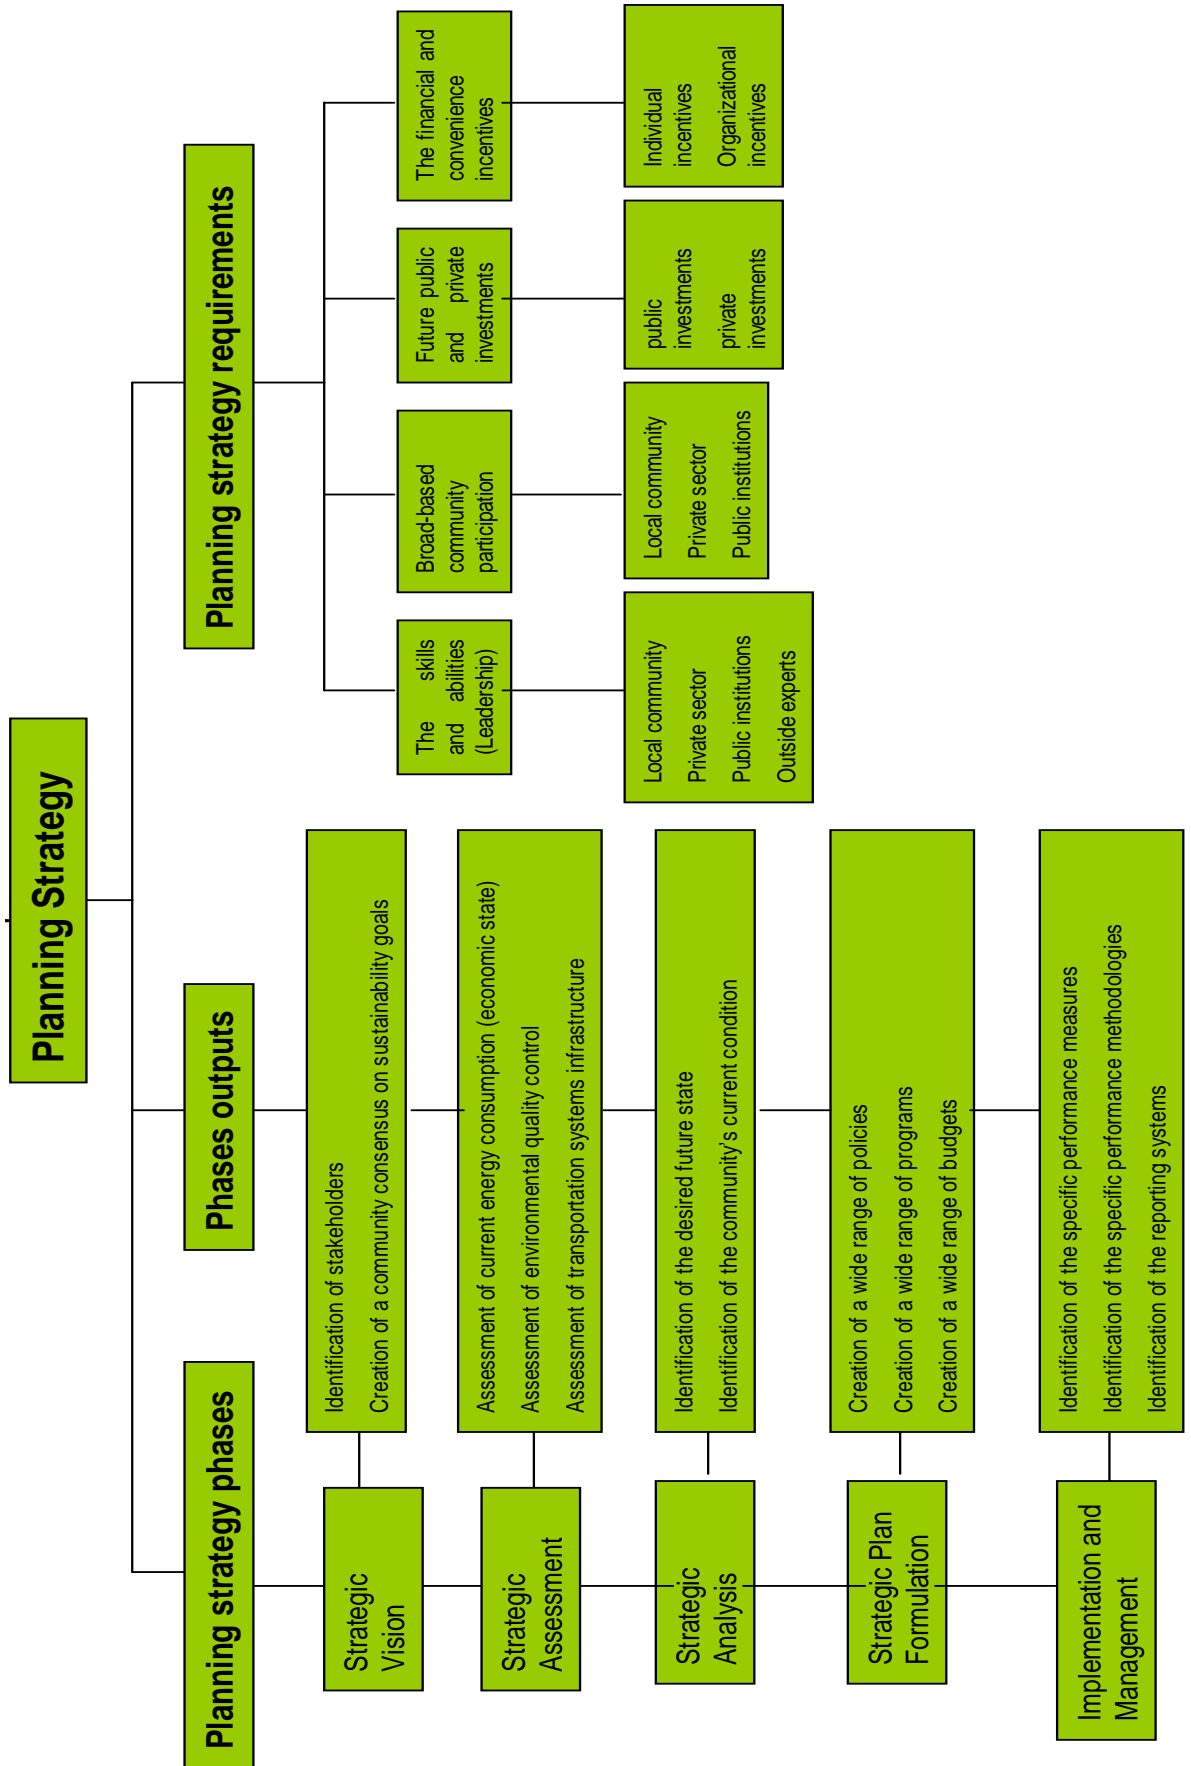 Planning Strategy
Planning strategy phases
Phases outputs
Planning strategy requirements
Strategic
Vision
Identification of stakeholders
Creation of a community consensus on sustainability goals
Strategic
Assessment
Assessment of current energy consumption (economic state)
Assessment of environmental quality control
Assessment of transportation systems infrastructure
Strategic
Analysis
Identification of the desired future state
Identification of the community's current condition
Strategic Plan
Formulation
Creation of a wide range of policies
Creation of a wide range of programs
Creation of a wide range of budgets
Implementation and
Management
Identification of the specific performance measures
Identification of the specific performance methodologies
Identification of the reporting systems
The skills
and abilities
(Leadership)
Local community
Private sector
Public institutions
Outside experts
Broad-based
community
participation
Local community
Private sector
Public institutions
Future public
and private
investments
public
investments
private
investments
The financial and
convenience
incentives
Individual
incentives
Organizational
incentives